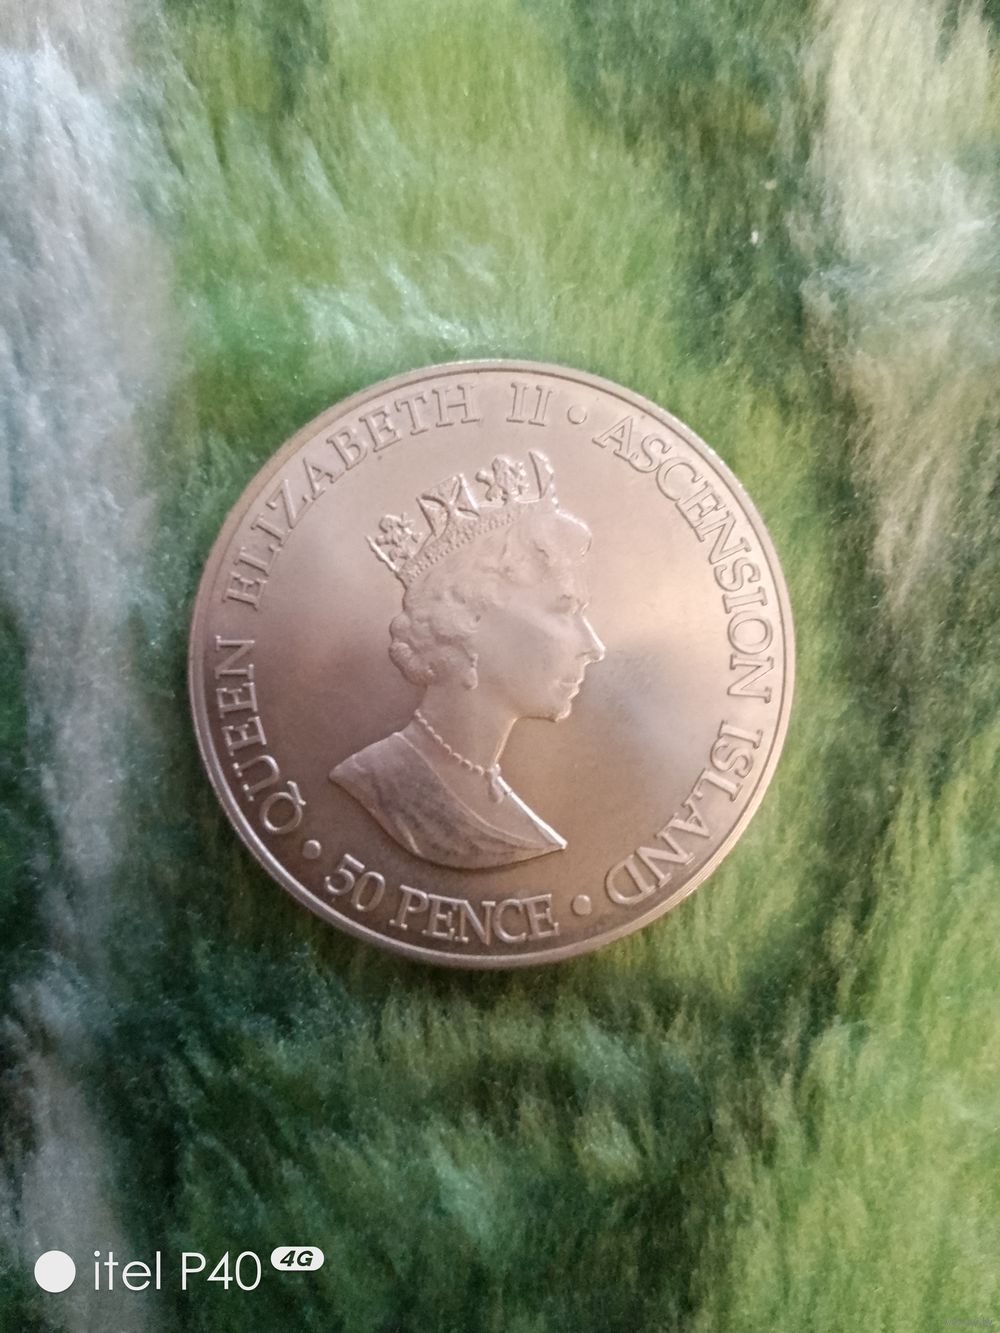 QUEEN ELIZABETH II • ASCENSION ISLAND
• 50 PENCE •
itel P40 4G